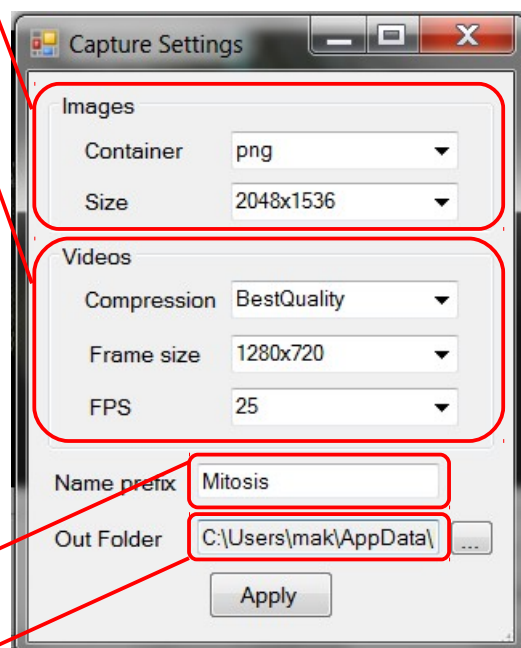 Capture Settings
Images
Container png
Size 2048x1536
Videos
Compression BestQuality
Frame size 1280x720
FPS 25
Name prefix Mitosis
Out Folder C:\Users\mak\AppData\ ...
Apply